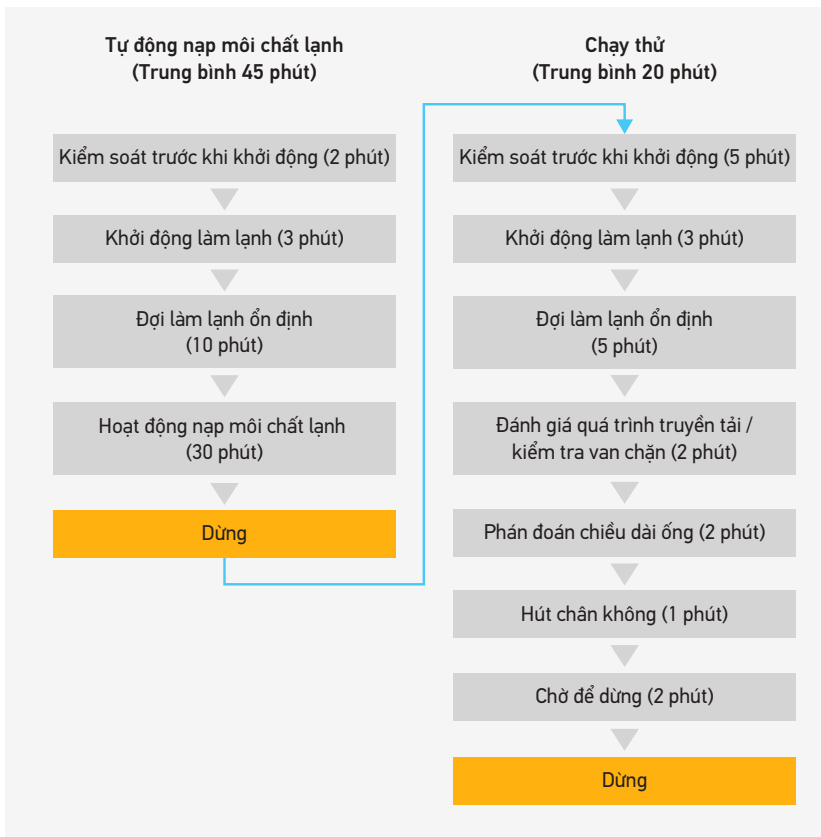 Tự động nạp môi chất lạnh
(Trung bình 45 phút)
Kiểm soát trước khi khởi động (2 phút)
Khởi động làm lạnh (3 phút)
Đợi làm lạnh ổn định
(10 phút)
Hoạt động nạp môi chất lạnh
(30 phút)
Dừng
Chạy thử
(Trung bình 20 phút)
Kiểm soát trước khi khởi động (5 phút)
Khởi động làm lạnh (3 phút)
Đợi làm lạnh ổn định
(5 phút)
Đánh giá quá trình truyền tải /
kiểm tra van chặn (2 phút)
Phán đoán chiều dài ống (2 phút)
Hút chân không (1 phút)
Chờ để dừng (2 phút)
Dừng